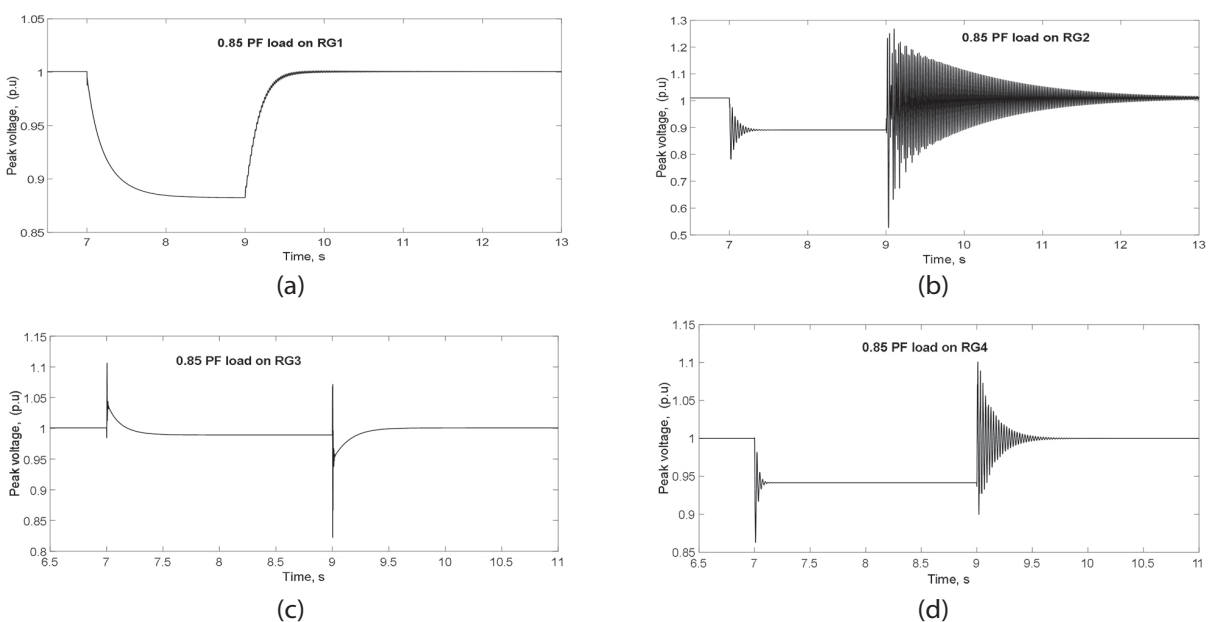 1.05
0.85 PF load on RG1
1
0.95
0.9
0.85
Peak voltage, (p.u)
7 8 9 10 11 12 13
Time, s
(a)
1.3
0.85 PF load on RG2
1.2
1.1
1
0.9
0.8
0.7
0.6
0.5
Peak voltage, (p.u)
7 8 9 10 11 12 13
Time, s
(b)
1.15
0.85 PF load on RG3
1.1
1.05
1
0.95
0.9
0.85
0.8
Peak voltage, (p.u)
6.5 7 7.5 8 8.5 9 9.5 10 10.5 11
Time, s
(c)
1.15
0.85 PF load on RG4
1.1
1.05
1
0.95
0.9
0.85
Peak voltage, (p.u)
6.5 7 7.5 8 8.5 9 9.5 10 10.5 11
Time, s
(d)